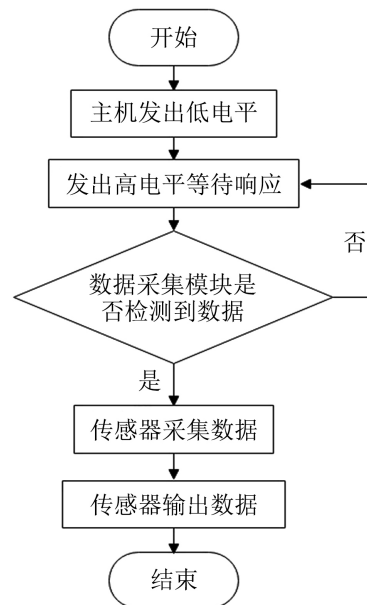 开始
主机发出低电平
发出高电平等待响应
否
数据采集模块是
否检测到数据
是
传感器采集数据
传感器输出数据
结束